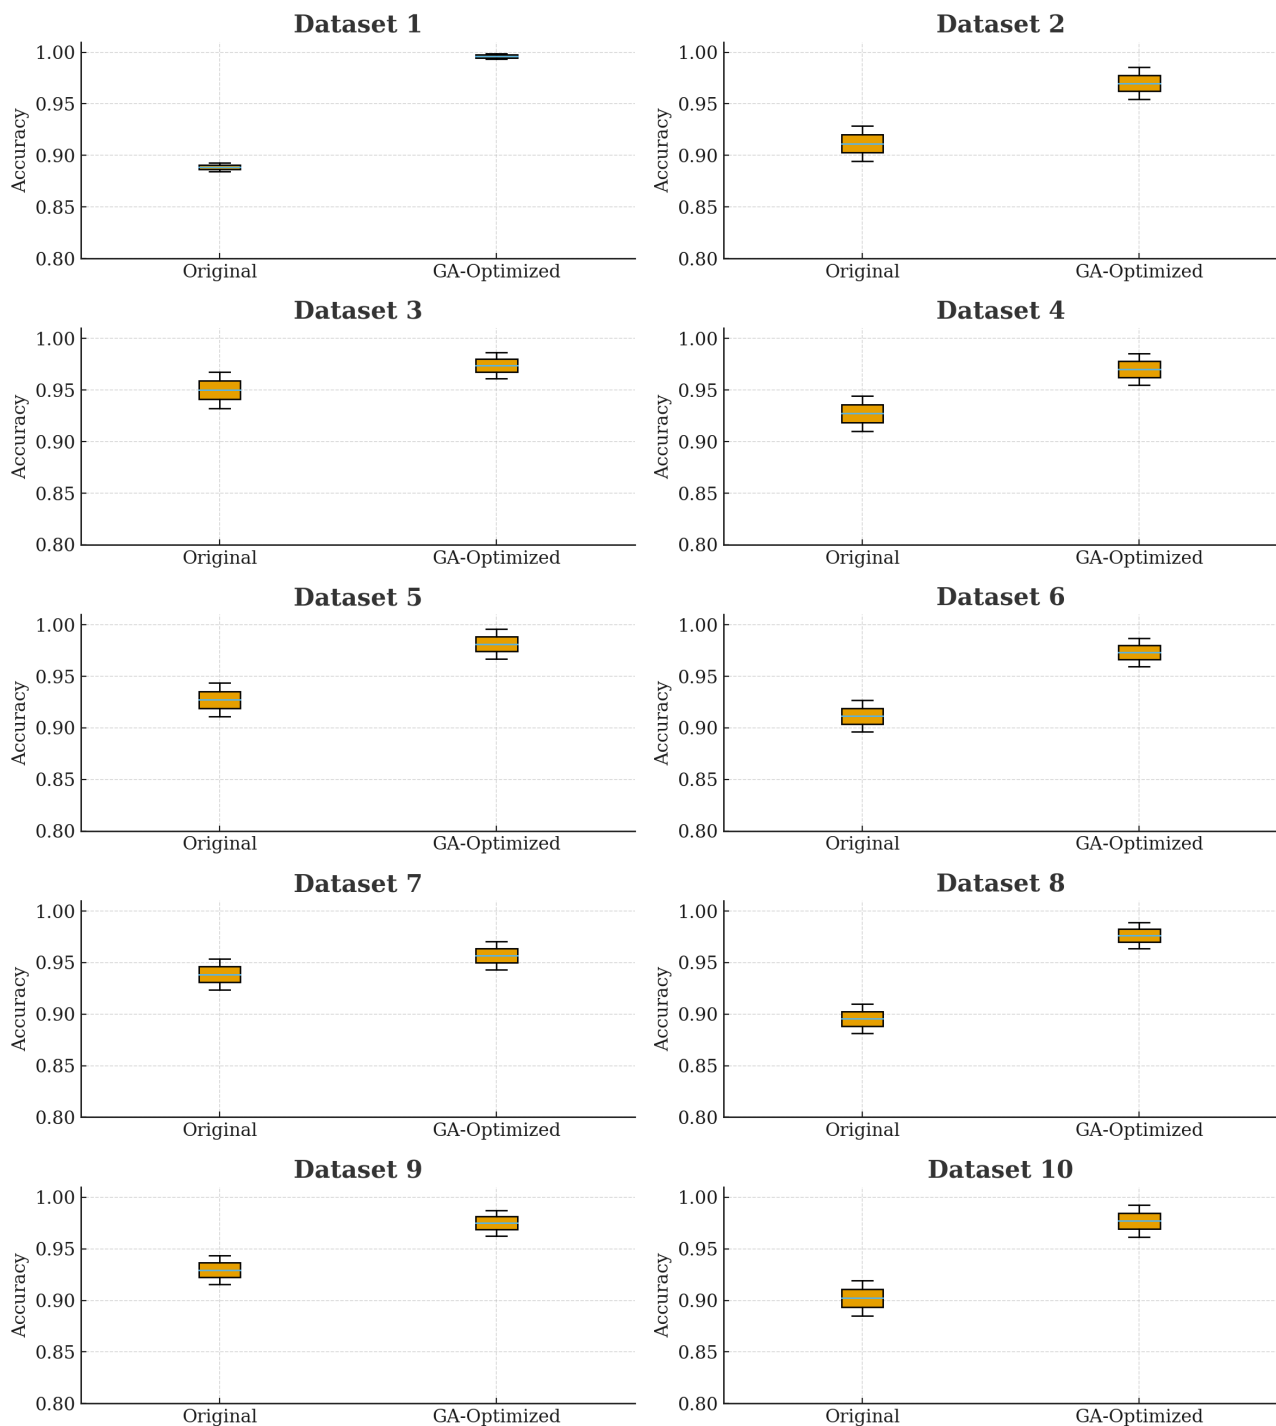 Dataset 1
1.00
0.95
0.90
0.85
0.80
Accuracy
Original
GA-Optimized
Dataset 2
1.00
0.95
0.90
0.85
0.80
Accuracy
Original
GA-Optimized
Dataset 3
1.00
0.95
0.90
0.85
0.80
Accuracy
Original
GA-Optimized
Dataset 4
1.00
0.95
0.90
0.85
0.80
Accuracy
Original
GA-Optimized
Dataset 5
1.00
0.95
0.90
0.85
0.80
Accuracy
Original
GA-Optimized
Dataset 6
1.00
0.95
0.90
0.85
0.80
Accuracy
Original
GA-Optimized
Dataset 7
1.00
0.95
0.90
0.85
0.80
Accuracy
Original
GA-Optimized
Dataset 8
1.00
0.95
0.90
0.85
0.80
Accuracy
Original
GA-Optimized
Dataset 9
1.00
0.95
0.90
0.85
0.80
Accuracy
Original
GA-Optimized
Dataset 10
1.00
0.95
0.90
0.85
0.80
Accuracy
Original
GA-Optimized